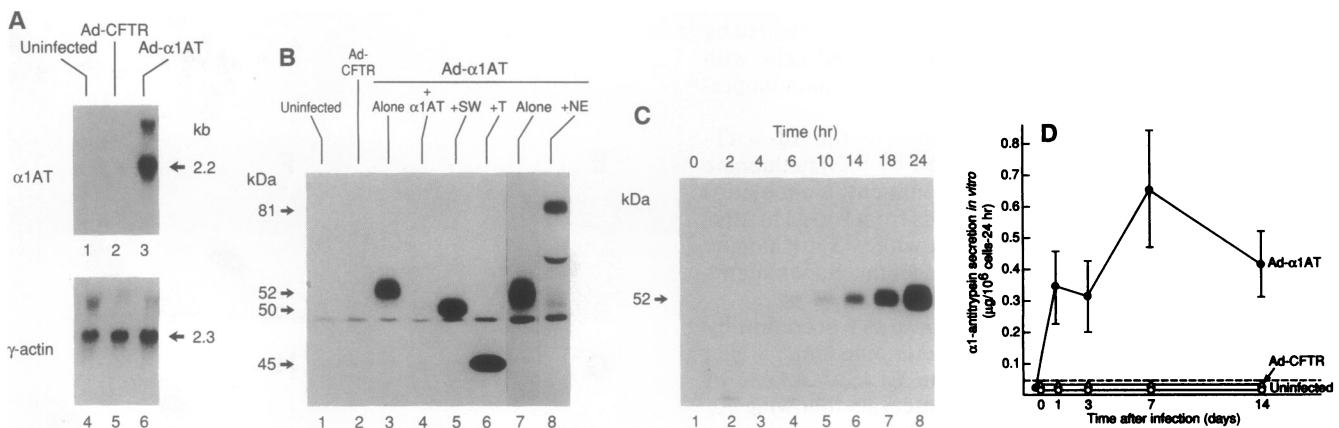 A
Ad-CFTR
Uninfected Ad-α1AT
kb
α1AT 2.2
1 2 3
γ-actin 2.3
4 5 6
B
Ad-
CFTR
Ad-α1AT
+
Uninfected Alone α1AT +SW +T Alone +NE
kDa
81
52
50
45
1 2 3 4 5 6 7 8
C
Time (hr)
0 2 4 6 10 14 18 24
kDa
52
1 2 3 4 5 6 7 8
D
α1-antitrypsin secretion in vitro
(μg/10⁶ cells-24 hr)
0.8
0.7
0.6
0.5
0.4
0.3
0.2
0.1
Ad-α1AT
Ad-CFTR
Uninfected
0 1 3 7 14
Time after infection (days)